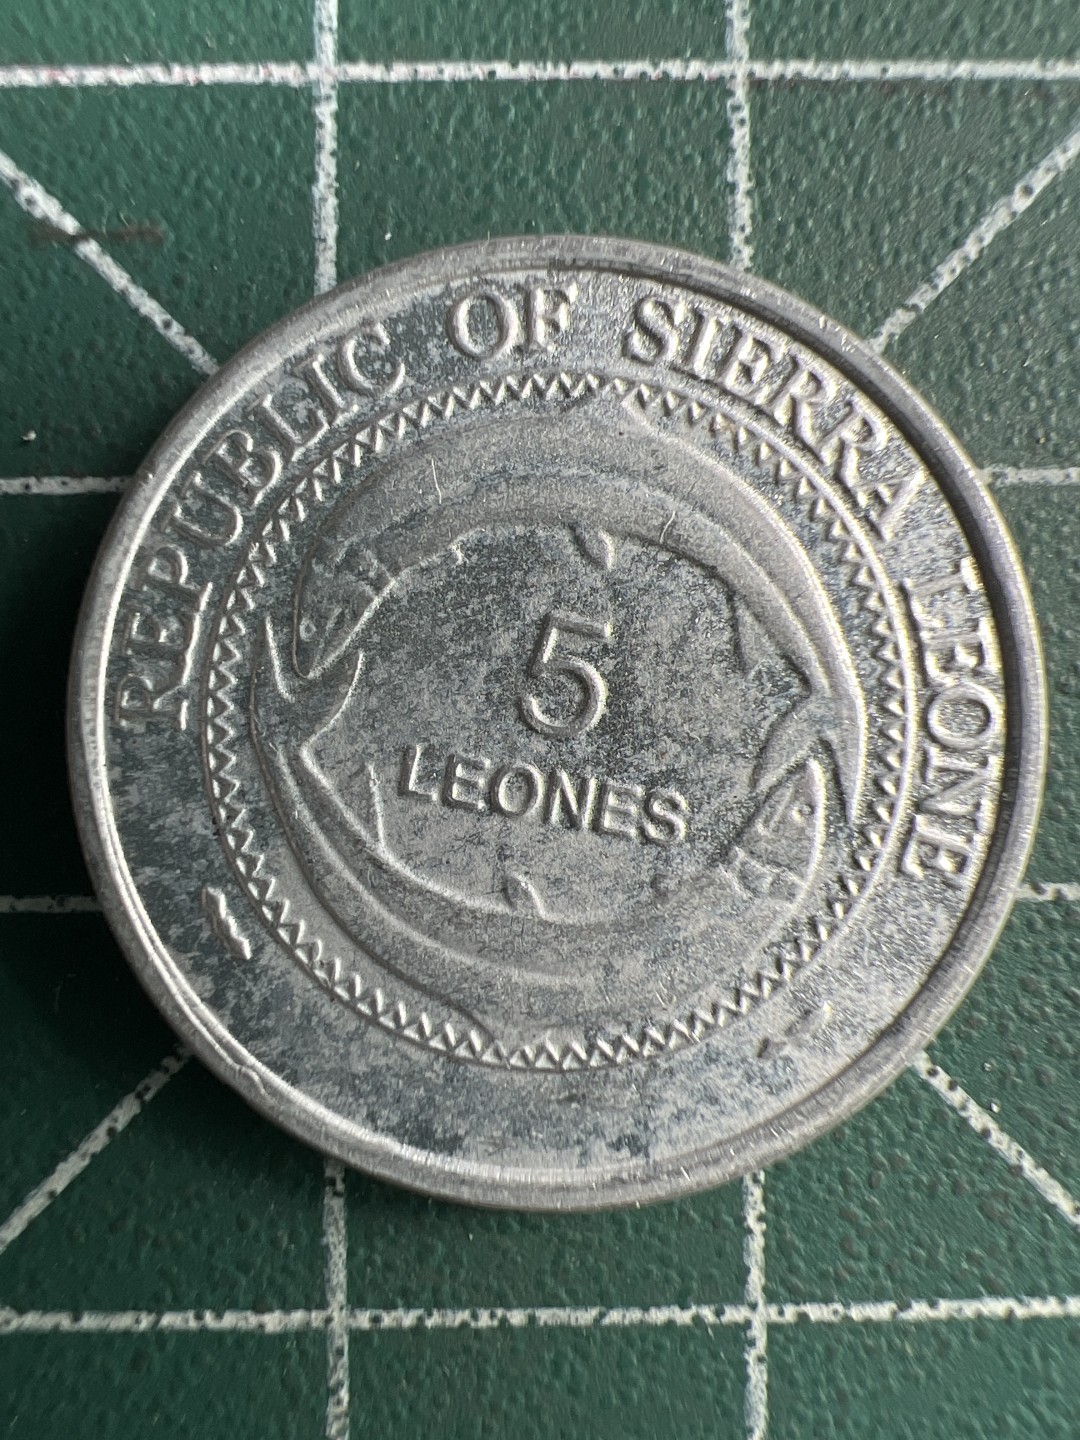 REPUBLIC OF SIERRA LEONE
5
LEONES